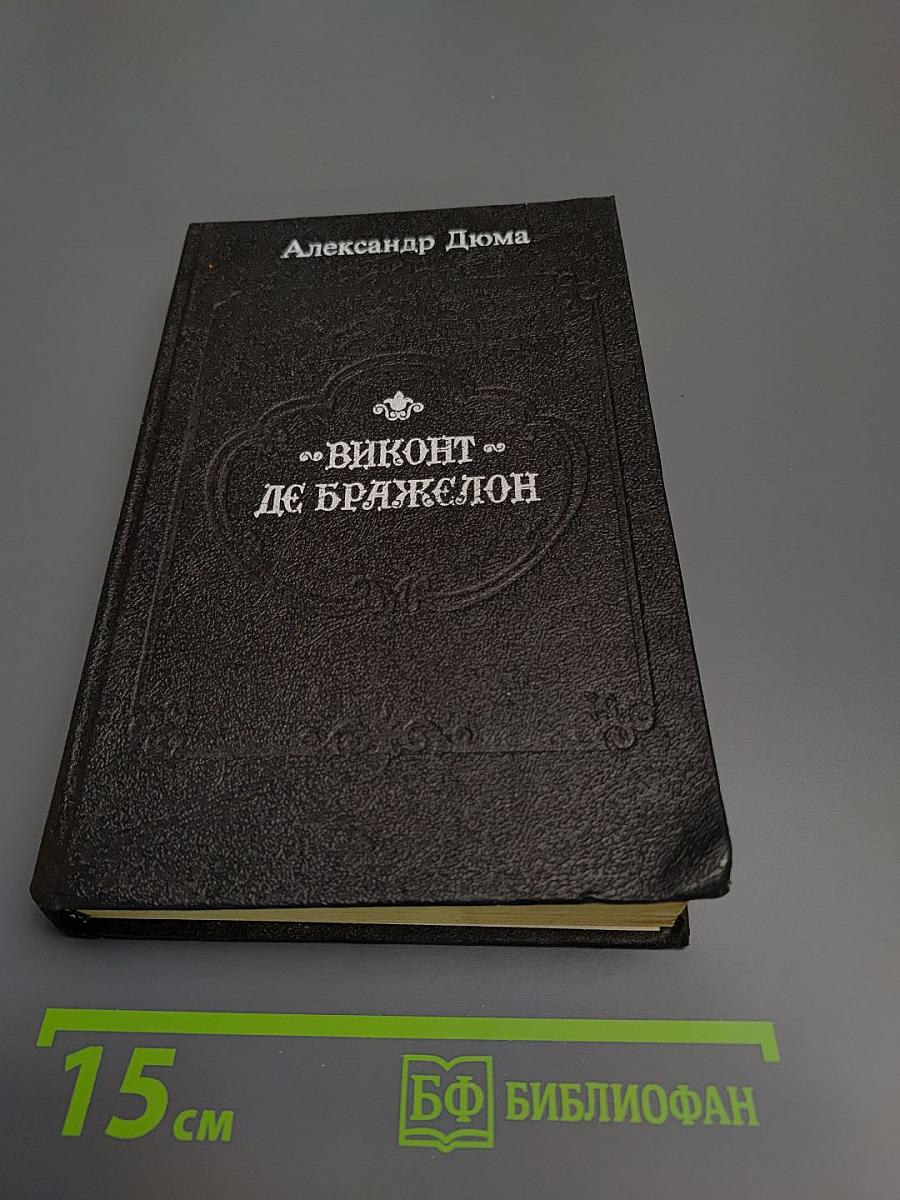 Александр Дюма
ВИКОНТ
ДЕ БРАЖЕЛОН
15 см
БФ БИБЛИОФАН